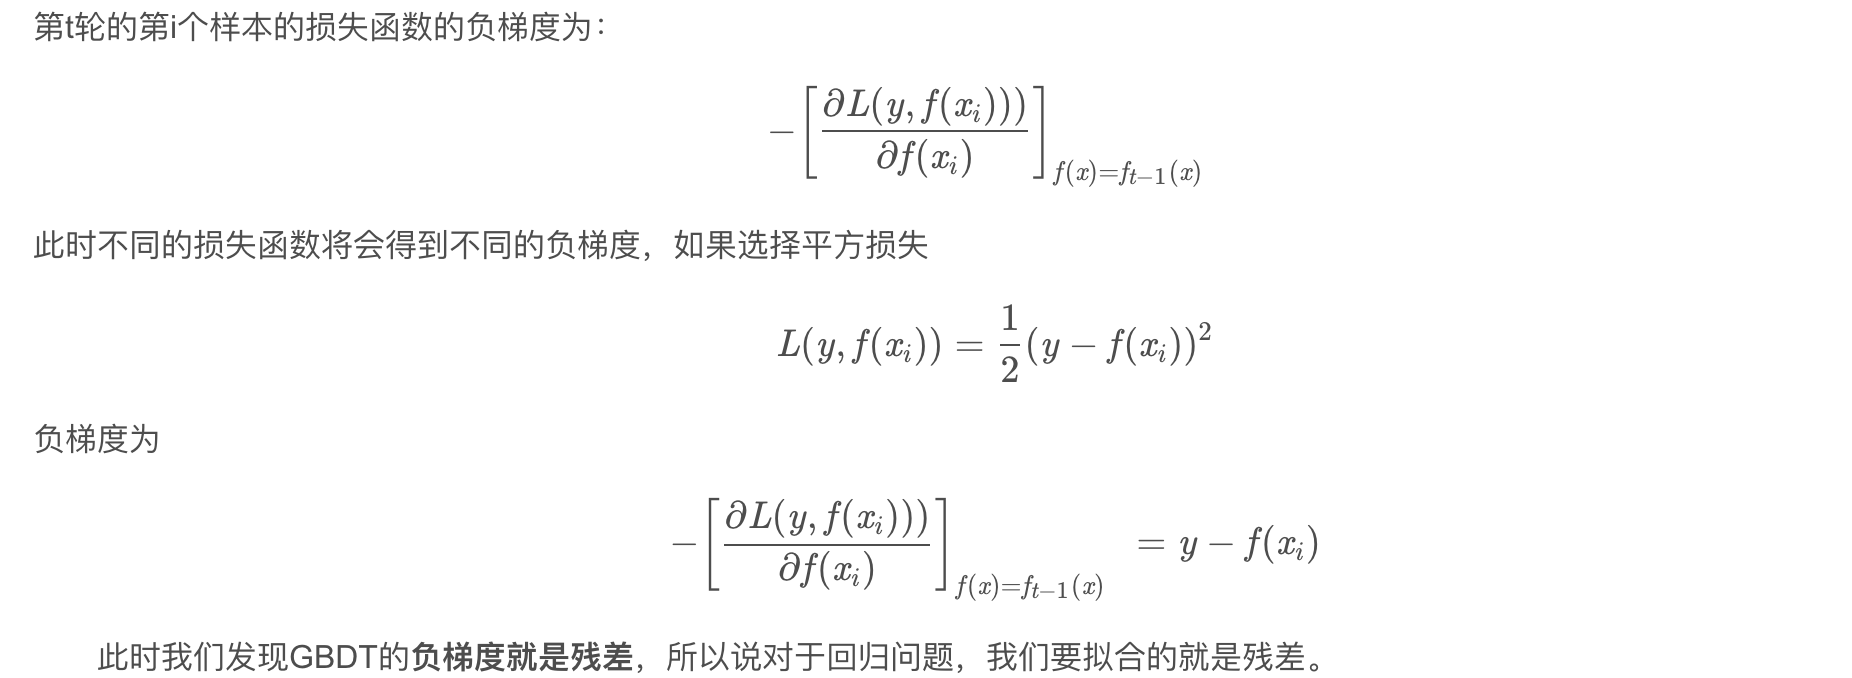 第t轮的第i个样本的损失函数的负梯度为：
$$-\left[\frac{\partial L(y, f(x_i)))}{\partial f(x_i)}\right]_{f(x)=f_{t-1}(x)}$$
此时不同的损失函数将会得到不同的负梯度，如果选择平方损失
$$L(y, f(x_i)) = \frac{1}{2}(y - f(x_i))^2$$
负梯度为
$$-\left[\frac{\partial L(y, f(x_i)))}{\partial f(x_i)}\right]_{f(x)=f_{t-1}(x)} = y - f(x_i)$$
此时我们发现GBDT的负梯度就是残差，所以说对于回归问题，我们要拟合的就是残差。